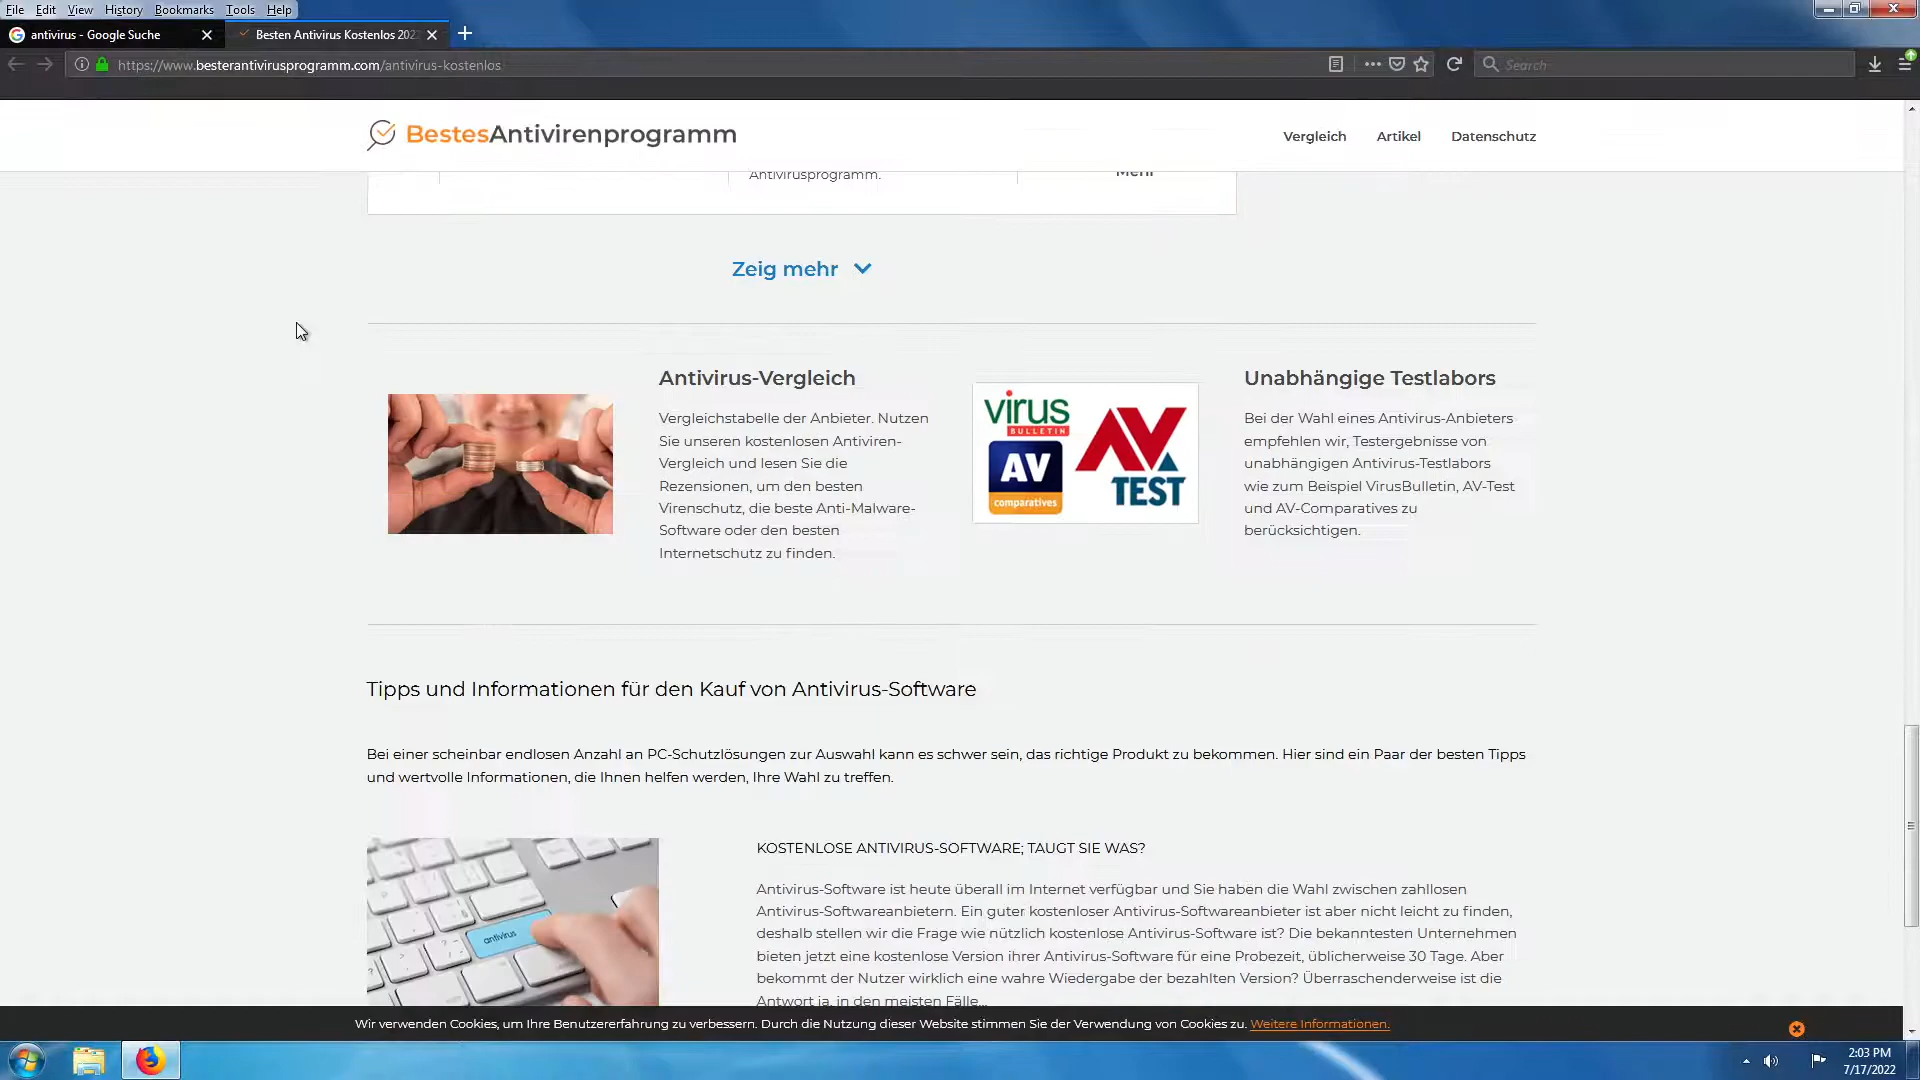 File Edit View History Bookmarks Tools Help
antivirus - Google Suche
Besten Antivirus Kostenlos 202
https://www.besterantivirusprogramm.com/antivirus-kostenlos
Search
BestesAntivirenprogramm
Vergleich Artikel Datenschutz
Antivirusprogramm.
Mehr
Zeig mehr
Antivirus-Vergleich
Vergleichstabelle der Anbieter. Nutzen
Sie unseren kostenlosen Antiviren-
Vergleich und lesen Sie die
Rezensionen, um den besten
Virenschutz, die beste Anti-Malware-
Software oder den besten
Internetschutz zu finden.
virus
BULLETIN
AV
comparatives
AV
TEST
Unabhängige Testlabors
Bei der Wahl eines Antivirus-Anbieters
empfehlen wir, Testergebnisse von
unabhängigen Antivirus-Testlabors
wie zum Beispiel VirusBulletin, AV-Test
und AV-Comparatives zu
berücksichtigen.
Tipps und Informationen für den Kauf von Antivirus-Software
Bei einer scheinbar endlosen Anzahl an PC-Schutzlösungen zur Auswahl kann es schwer sein, das richtige Produkt zu bekommen. Hier sind ein Paar der besten Tipps
und wertvolle Informationen, die Ihnen helfen werden, Ihre Wahl zu treffen.
antivirus
KOSTENLOSE ANTIVIRUS-SOFTWARE; TAUGT SIE WAS?
Antivirus-Software ist heute überall im Internet verfügbar und Sie haben die Wahl zwischen zahllosen
Antivirus-Softwareanbietern. Ein guter kostenloser Antivirus-Softwareanbieter ist aber nicht leicht zu finden,
deshalb stellen wir die Frage wie nützlich kostenlose Antivirus-Software ist? Die bekanntesten Unternehmen
bieten jetzt eine kostenlose Version ihrer Antivirus-Software für eine Probezeit, üblicherweise 30 Tage. Aber
bekommt der Nutzer wirklich eine wahre Wiedergabe der bezahlten Version? Überraschenderweise ist die
Antwort ja, in den meisten Fälle...
Wir verwenden Cookies, um Ihre Benutzererfahrung zu verbessern. Durch die Nutzung dieser Website stimmen Sie der Verwendung von Cookies zu. Weitere Informationen.
2:03 PM
7/17/2022